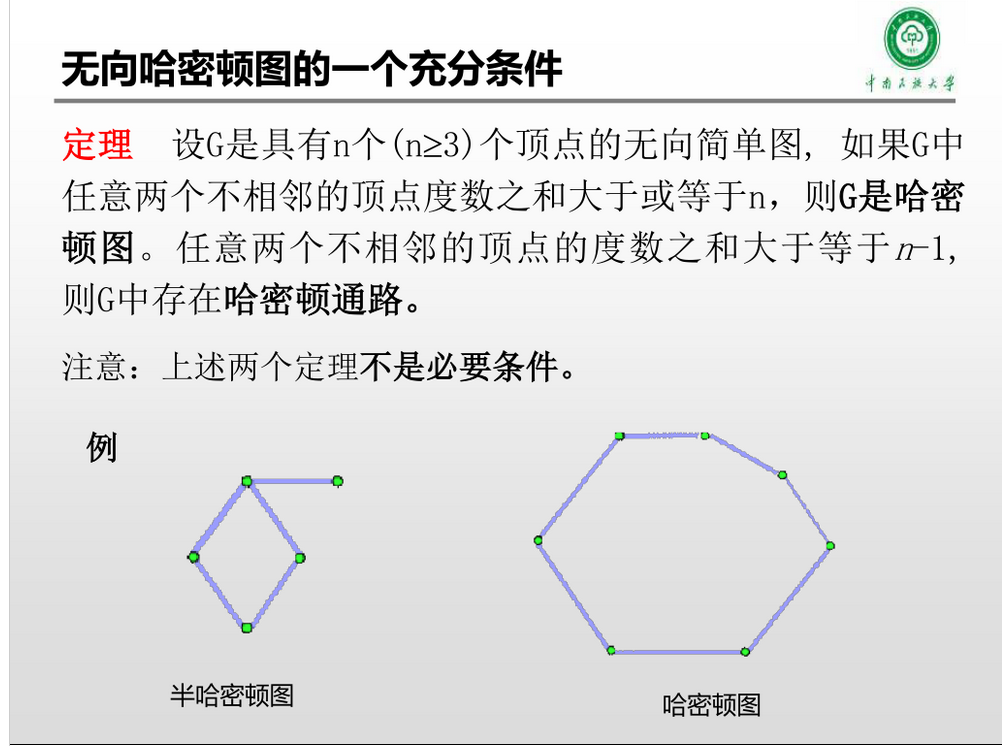 无向哈密顿图的一个充分条件
中南民族大学
定理 设G是具有n个(n≥3)个顶点的无向简单图, 如果G中
任意两个不相邻的顶点度数之和大于或等于n，则G是哈密
顿图。任意两个不相邻的顶点的度数之和大于等于n-1,
则G中存在哈密顿通路。
注意：上述两个定理不是必要条件。
例
半哈密顿图
哈密顿图